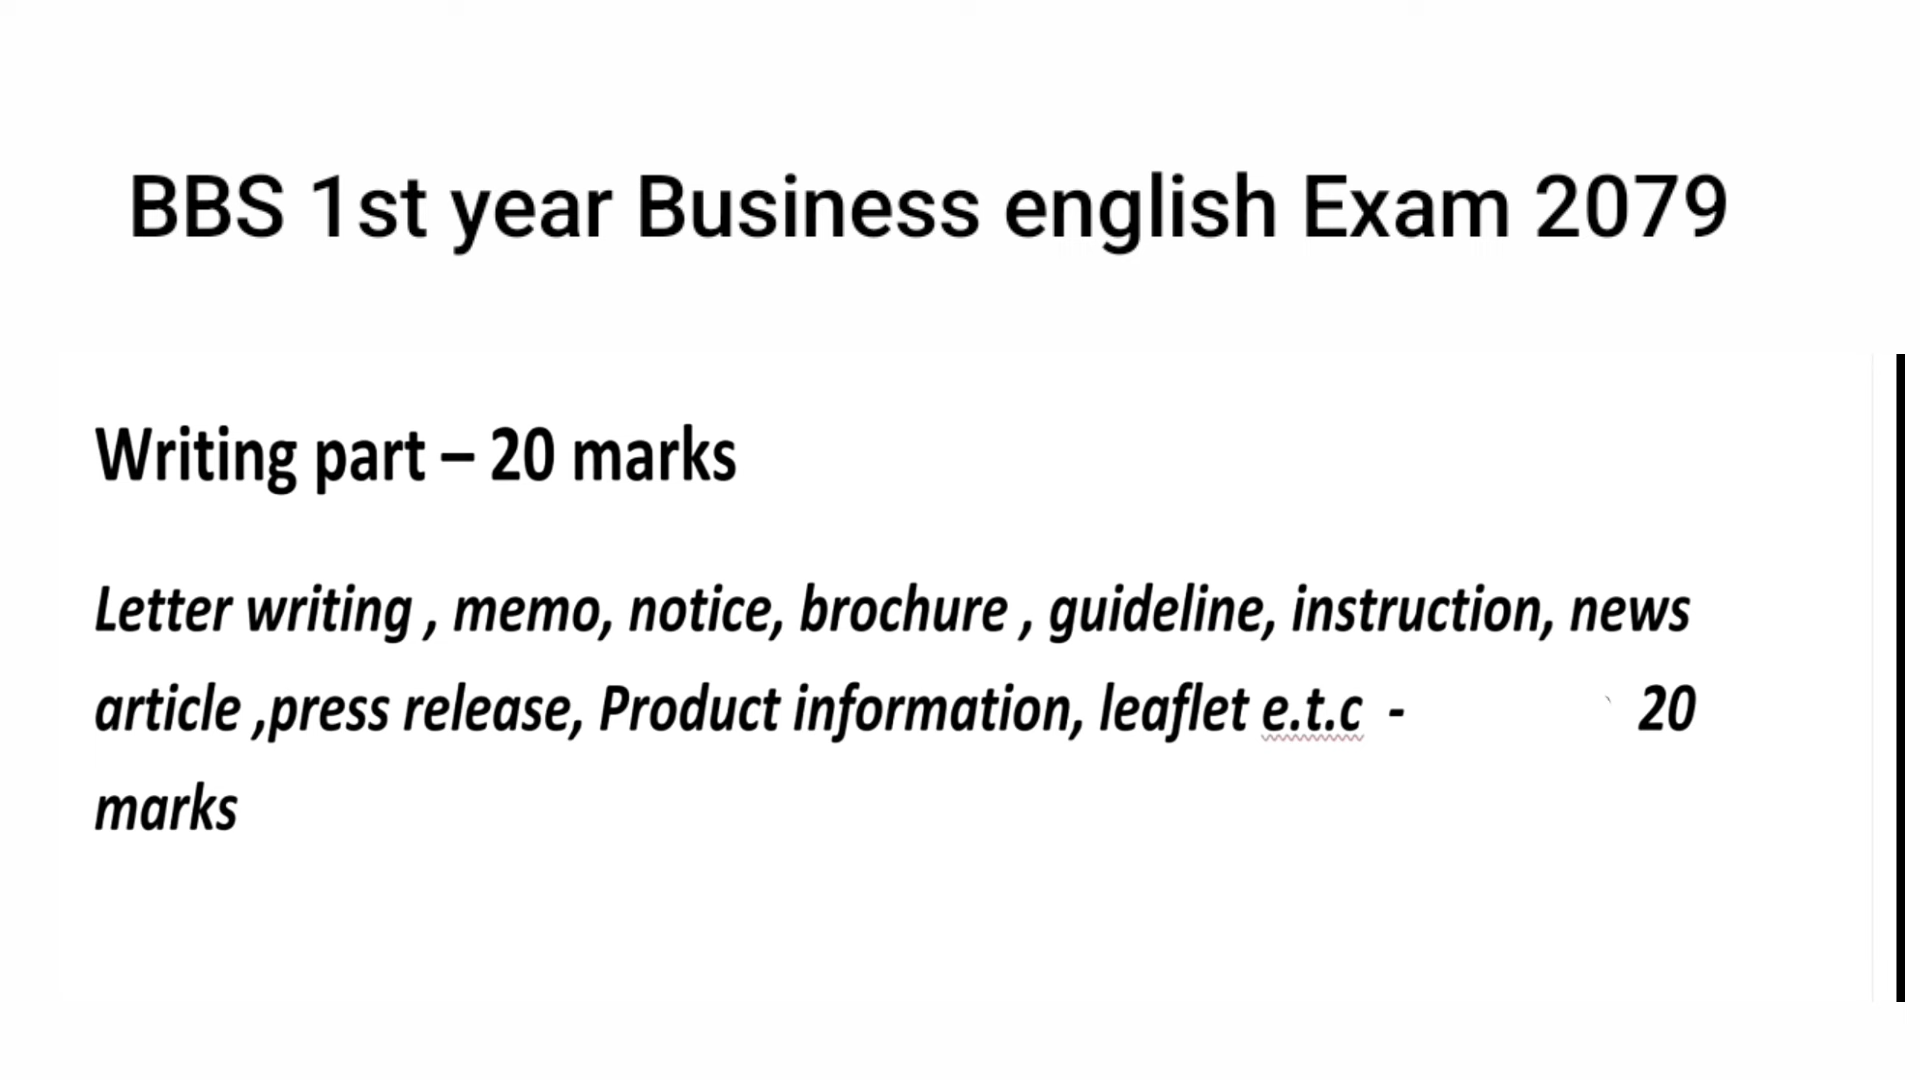 BBS 1st year Business english Exam 2079
Writing part – 20 marks
Letter writing , memo, notice, brochure , guideline, instruction, news
article ,press release, Product information, leaflet e.t.c - 20
marks